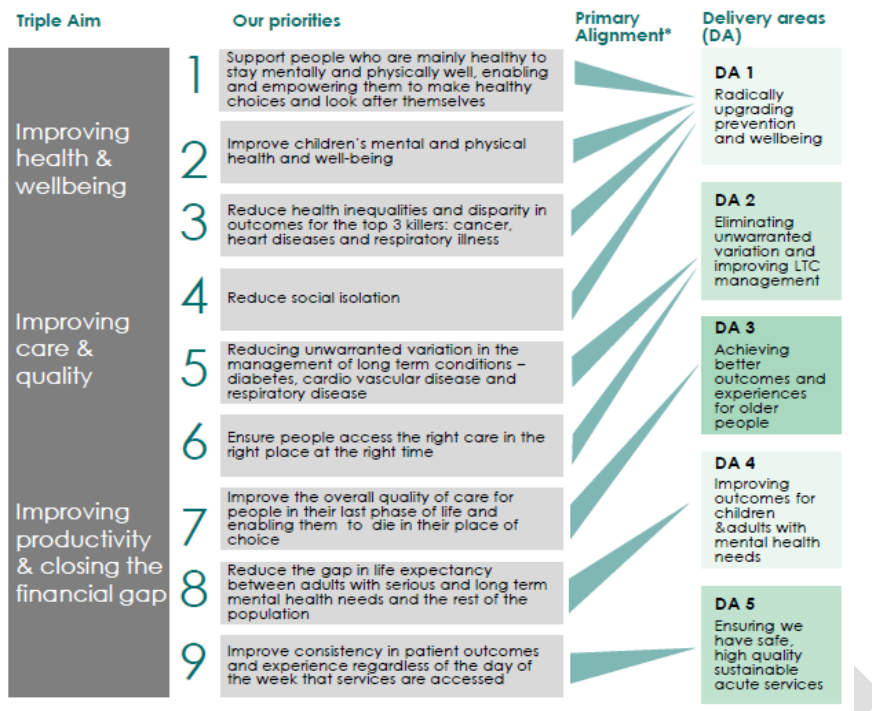 Triple Aim
Our priorities
Primary
Alignment*
Delivery areas
(DA)
Improving
health &
wellbeing
Improving
care &
quality
Improving
productivity
& closing the
financial gap
1
Support people who are mainly healthy to
stay mentally and physically well, enabling
and empowering them to make healthy
choices and look after themselves
2
Improve children's mental and physical
health and well-being
3
Reduce health inequalities and disparity in
outcomes for the top 3 killers: cancer,
heart diseases and respiratory illness
4
Reduce social isolation
5
Reducing unwarranted variation in the
management of long term conditions –
diabetes, cardio vascular disease and
respiratory disease
6
Ensure people access the right care in the
right place at the right time
7
Improve the overall quality of care for
people in their last phase of life and
enabling them to die in their place of
choice
8
Reduce the gap in life expectancy
between adults with serious and long term
mental health needs and the rest of the
population
9
Improve consistency in patient outcomes
and experience regardless of the day of
the week that services are accessed
DA 1
Radically
upgrading
prevention
and wellbeing
DA 2
Eliminating
unwarranted
variation and
improving LTC
management
DA 3
Achieving
better
outcomes and
experiences
for older
people
DA 4
Improving
outcomes for
children
&adults with
mental health
needs
DA 5
Ensuring we
have safe,
high quality
sustainable
acute services